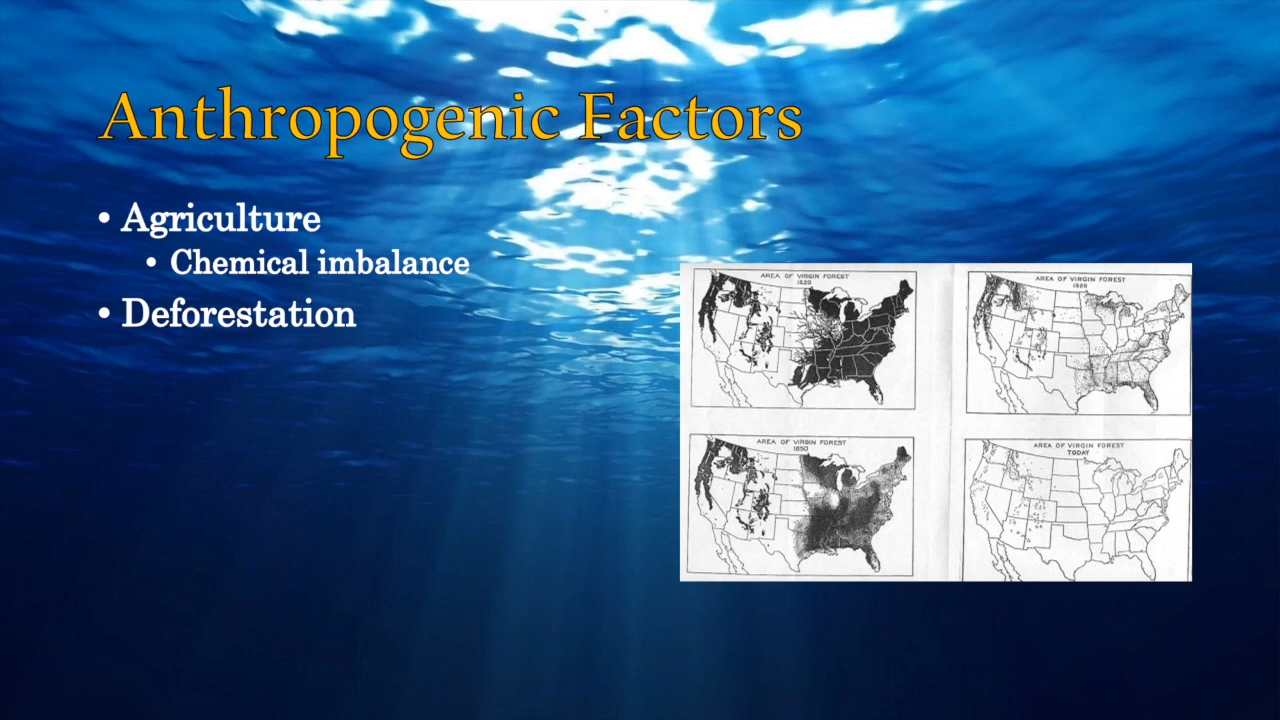 Anthropogenic Factors
• Agriculture
• Chemical imbalance
• Deforestation
AREA OF VIRGIN FOREST
1620
AREA OF VIRGIN FOREST
1920
AREA OF VIRGIN FOREST
1850
AREA OF VIRGIN FOREST
TODAY